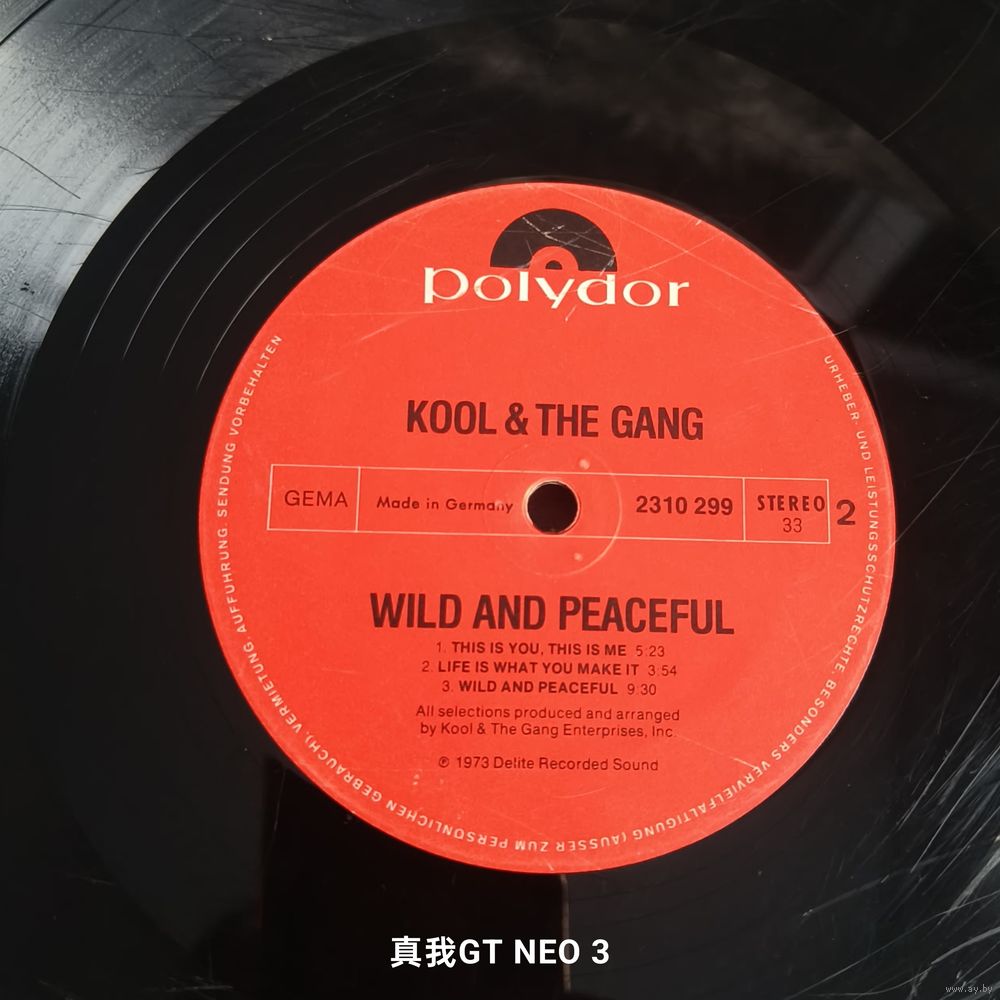 polydor
KOOL & THE GANG
GEMA
Made in Germany
2310 299
STEREO
33
2
WILD AND PEACEFUL
1. THIS IS YOU, THIS IS ME 5:23
2. LIFE IS WHAT YOU MAKE IT 3:54
3. WILD AND PEACEFUL 9:30
All selections produced and arranged
by Kool & The Gang Enterprises, Inc.
℗ 1973 Delite Recorded Sound
URHEBER- UND LEISTUNGSSCHUTZRECHTE, BESONDERS VERVIELFÄLTIGUNG (AUSSER ZUM PERSÖNLICHEN GEBRAUCH), VERMIETUNG, AUFFÜHRUNG, SENDUNG VORBEHALTEN
真我GT NEO 3
www.ay.by